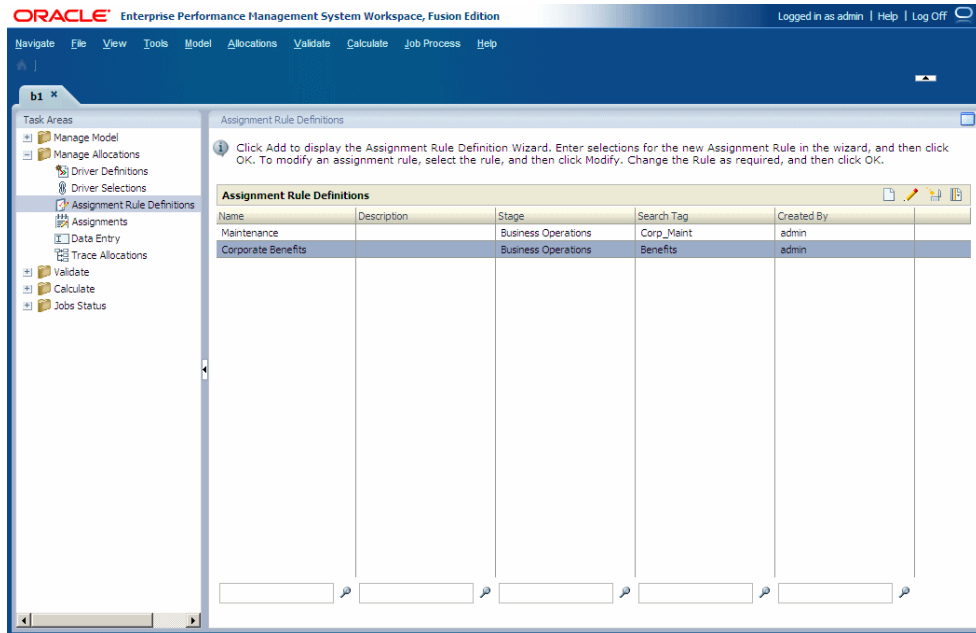 ORACLE Enterprise Performance Management System Workspace, Fusion Edition
Logged in as admin | Help | Log Off
Navigate File View Tools Model Allocations Validate Calculate Job Process Help
b1 ×
Task Areas
Manage Model
Manage Allocations
Driver Definitions
Driver Selections
Assignment Rule Definitions
Assignments
Data Entry
Trace Allocations
Validate
Calculate
Jobs Status
Assignment Rule Definitions
Click Add to display the Assignment Rule Definition Wizard. Enter selections for the new Assignment Rule in the wizard, and then click
OK. To modify an assignment rule, select the rule, and then click Modify. Change the Rule as required, and then click OK.
Assignment Rule Definitions
Name Description Stage Search Tag Created By
Maintenance Business Operations Corp_Maint admin
Corporate Benefits Business Operations Benefits admin